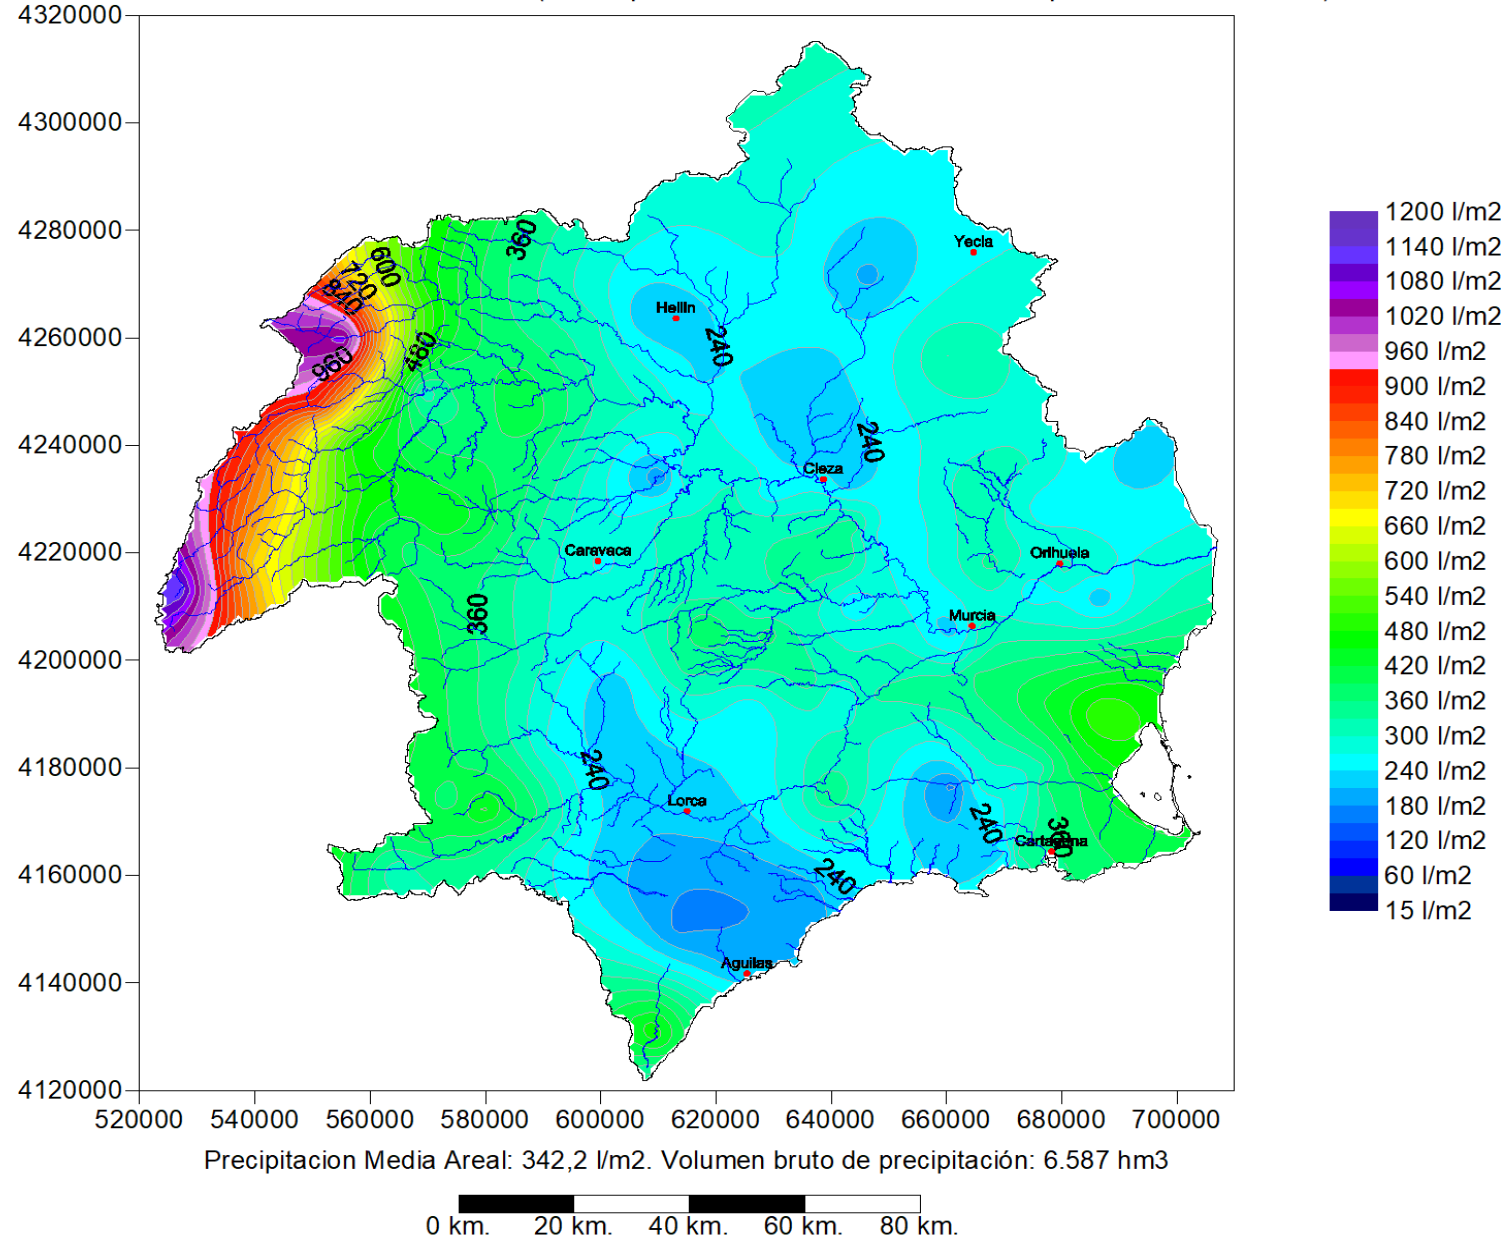 4320000
4300000
4280000
4260000
4240000
4220000
4200000
4180000
4160000
4140000
4120000
520000 540000 560000 580000 600000 620000 640000 660000 680000 700000
360
600
720
840
960
480
Yecla
Hellin
240
240
Cieza
Caravaca
Orihuela
360
Murcia
240
Lorca
240
360
Cartagena
240
Aguilas
1200 l/m2
1140 l/m2
1080 l/m2
1020 l/m2
960 l/m2
900 l/m2
840 l/m2
780 l/m2
720 l/m2
660 l/m2
600 l/m2
540 l/m2
480 l/m2
420 l/m2
360 l/m2
300 l/m2
240 l/m2
180 l/m2
120 l/m2
60 l/m2
15 l/m2
Precipitacion Media Areal: 342,2 l/m2. Volumen bruto de precipitación: 6.587 hm3
0 km. 20 km. 40 km. 60 km. 80 km.